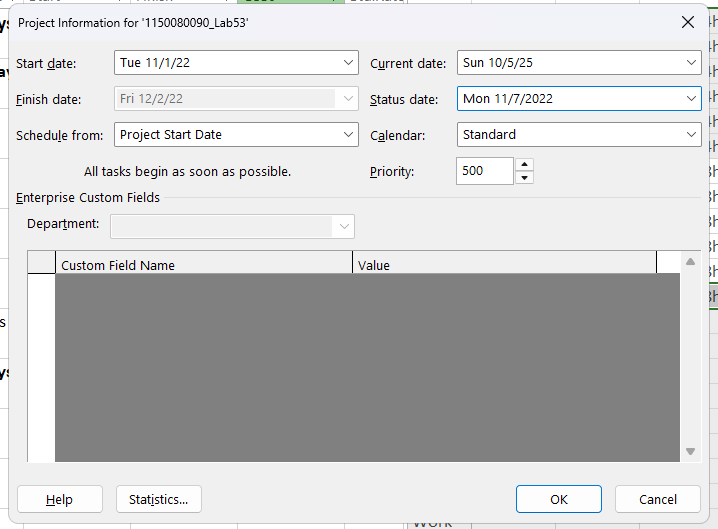 Project Information for '1150080090_Lab53'
Start date: Tue 11/1/22 Current date: Sun 10/5/25
Finish date: Fri 12/2/22 Status date: Mon 11/7/2022
Schedule from: Project Start Date Calendar: Standard
All tasks begin as soon as possible. Priority: 500
Enterprise Custom Fields
Department:
Custom Field Name Value
Help Statistics... OK Cancel
Work